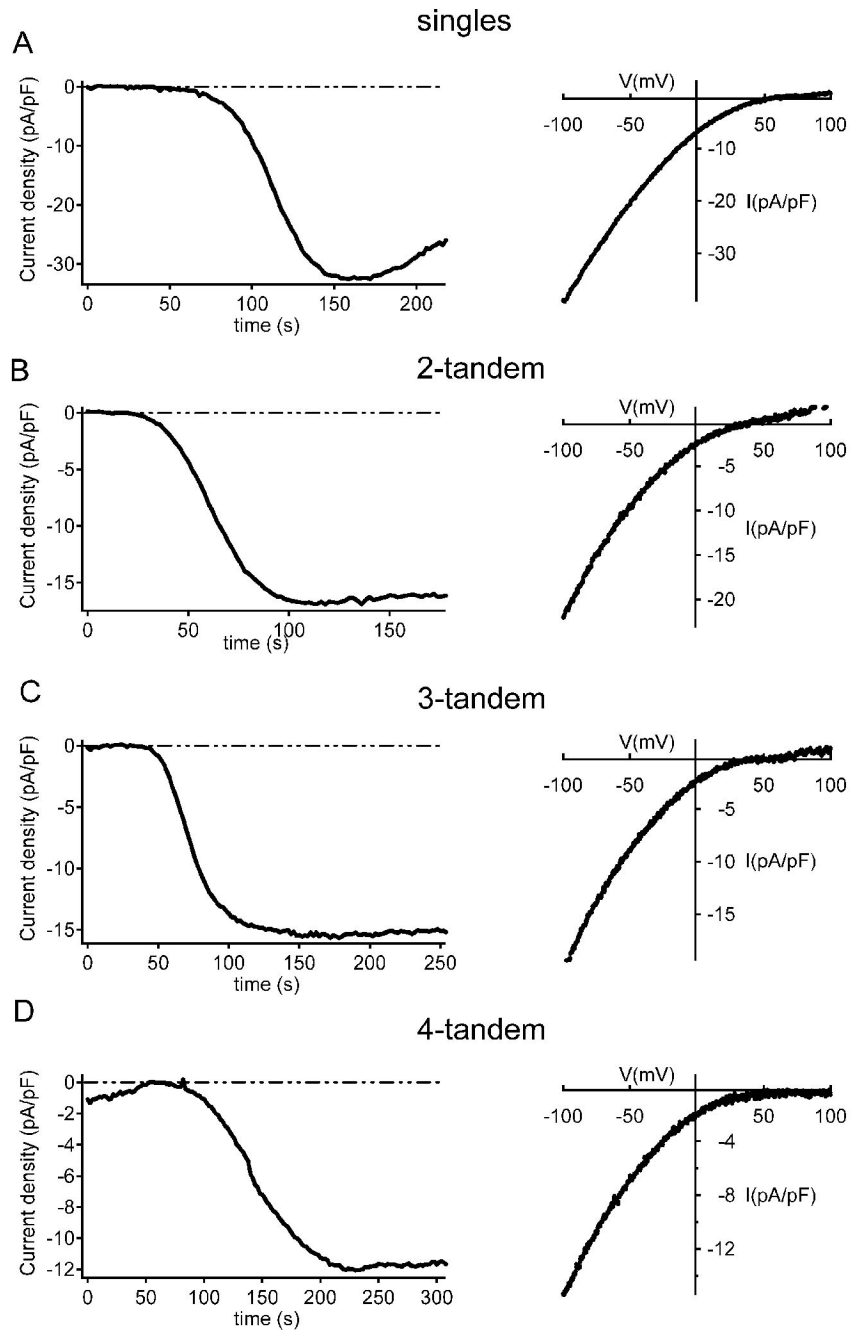 singles
A
Current density (pA/pF)
0
-10
-20
-30
0 50 100 150 200
time (s)
V(mV)
-100 -50 50 100
-10
-20 I(pA/pF)
-30
B
2-tandem
Current density (pA/pF)
0
-5
-10
-15
0 50 100 150
time (s)
V(mV)
-100 -50 50 100
-5
-10
I(pA/pF)
-15
-20
C
3-tandem
Current density (pA/pF)
0
-5
-10
-15
0 50 100 150 200 250
time (s)
V(mV)
-100 -50 50 100
-5
-10 I(pA/pF)
-15
D
4-tandem
Current density (pA/pF)
0
-2
-4
-6
-8
-10
-12
0 50 100 150 200 250 300
time (s)
V(mV)
-100 -50 50 100
-4
-8 I(pA/pF)
-12